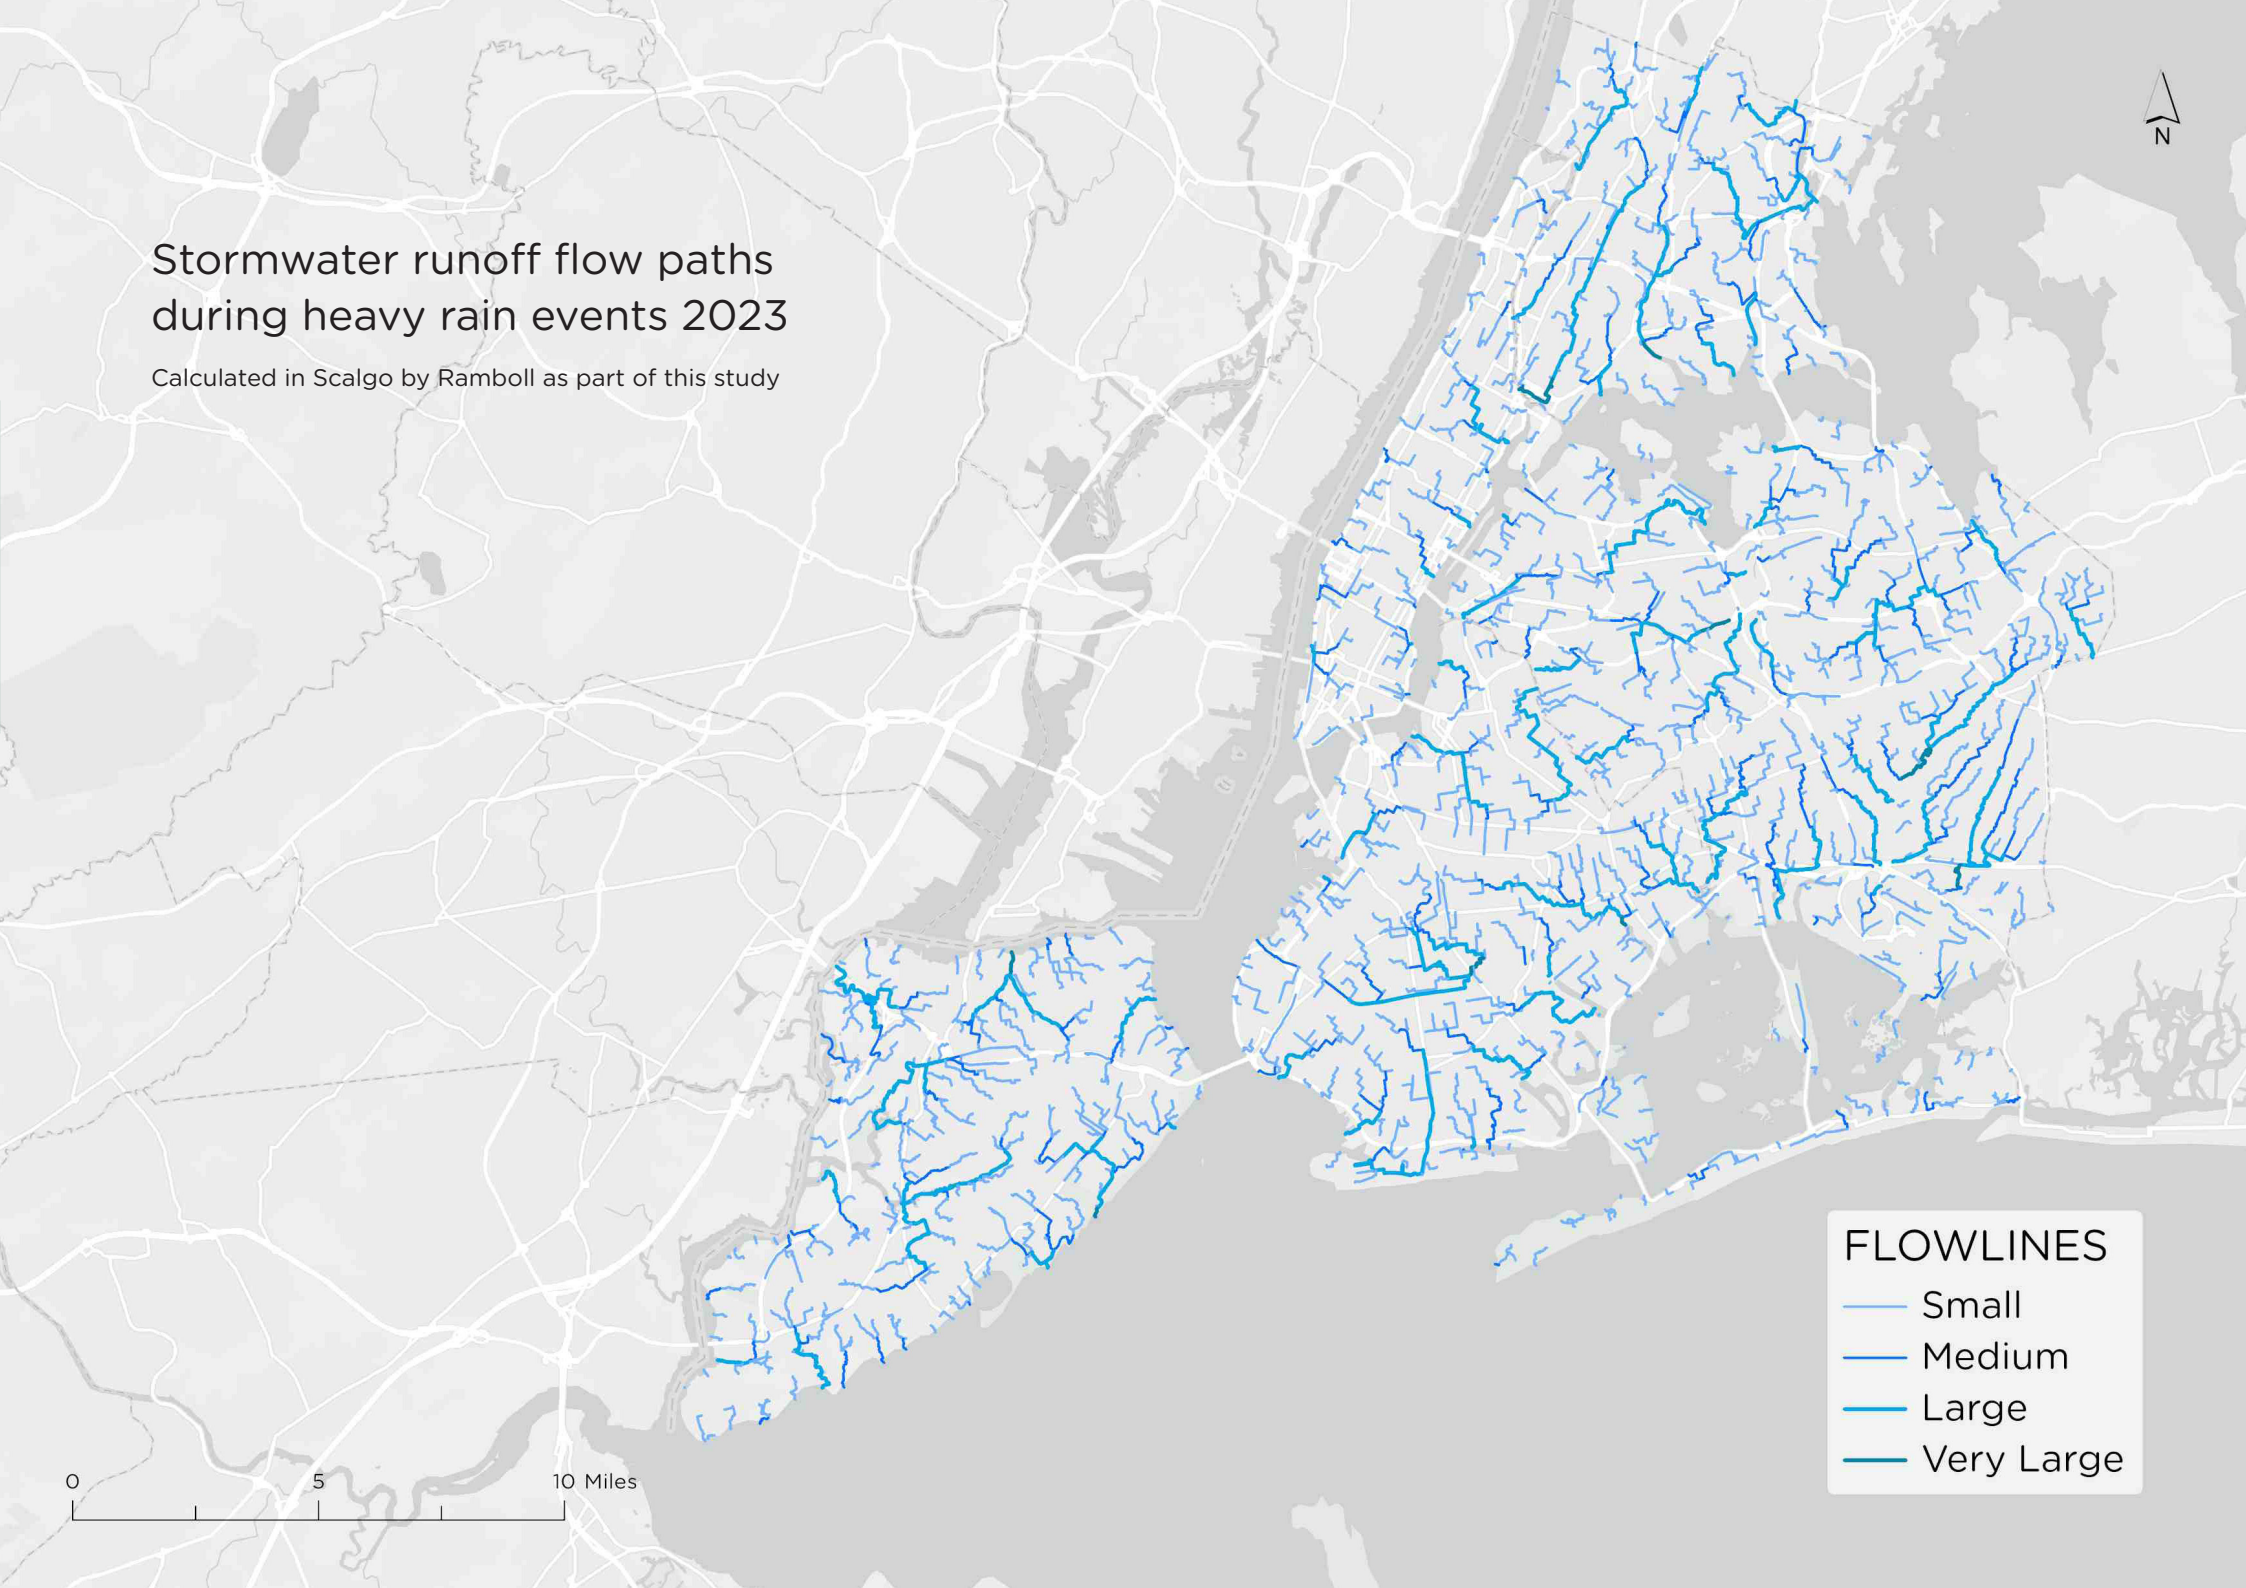 Stormwater runoff flow paths
during heavy rain events 2023
Calculated in Scalgo by Ramboll as part of this study
N
FLOWLINES
Small
Medium
Large
Very Large
0 5 10 Miles